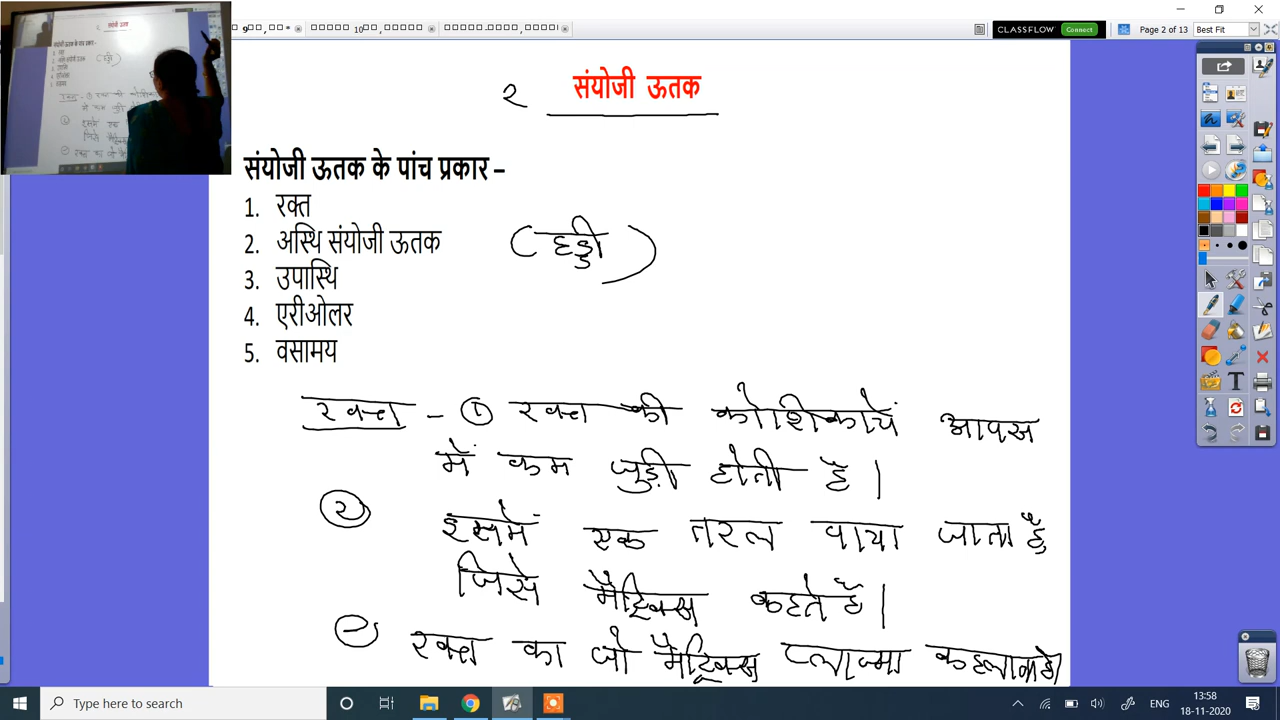 CLASSFLOW Connect
Page 2 of 13
Best Fit
२ संयोजी ऊतक
संयोजी ऊतक के पांच प्रकार –
1. रक्त
2. अस्थि संयोजी ऊतक (हड्डी)
3. उपास्थि
4. एरीओलर
5. वसामय
रक्त - ① रक्त की कोशिकायें आपस
में कम जुड़ी होती है।
② इसमें एक तरल पाया जाता है,
जिसे मैट्रिक्स कहते है।
रक्त का जो मैट्रिक्स प्लाज्मा
Type here to search
ENG
13:58
18-11-2020